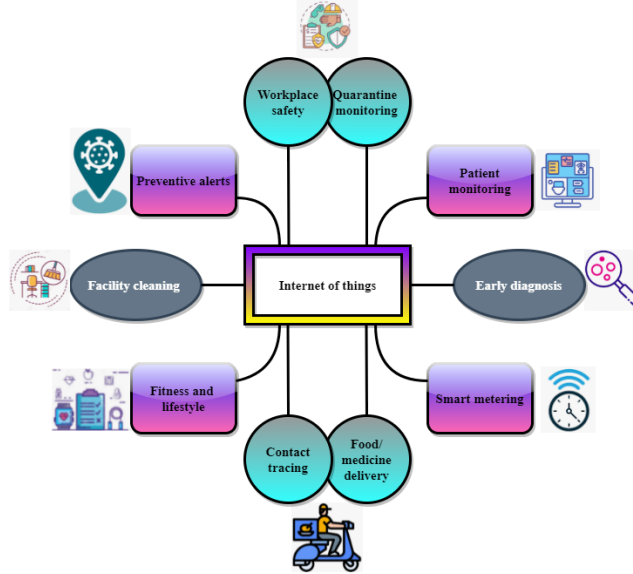 Workplace
safety
Quarantine
monitoring
Preventive alerts
Patient
monitoring
Facility cleaning
Internet of things
Early diagnosis
Fitness and
lifestyle
Smart metering
Contact
tracing
Food/
medicine
delivery